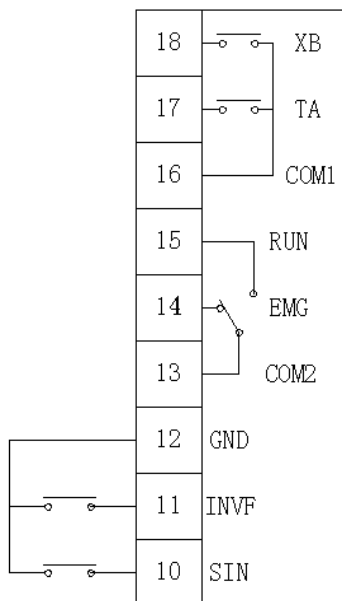 18 XB
17 TA
16 COM1
15 RUN
14 EMG
13 COM2
12 GND
11 INVF
10 SIN